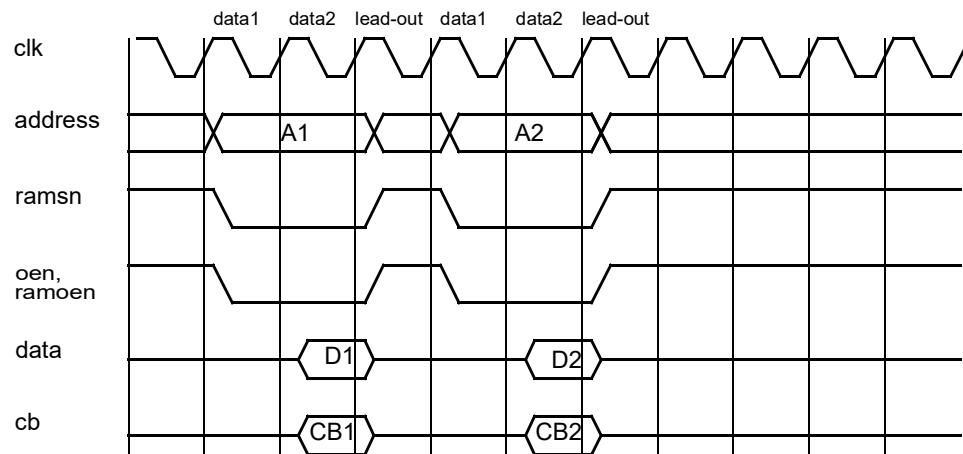 data1 data2 lead-out data1 data2 lead-out
clk
address A1 A2
ramsn
oen,
ramoen
data D1 D2
cb CB1 CB2